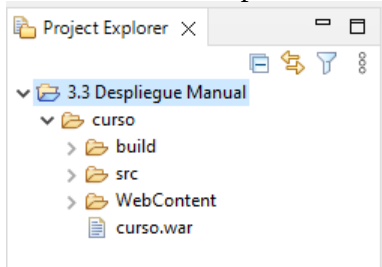 Project Explorer
3.3 Despliegue Manual
curso
build
src
WebContent
curso.war